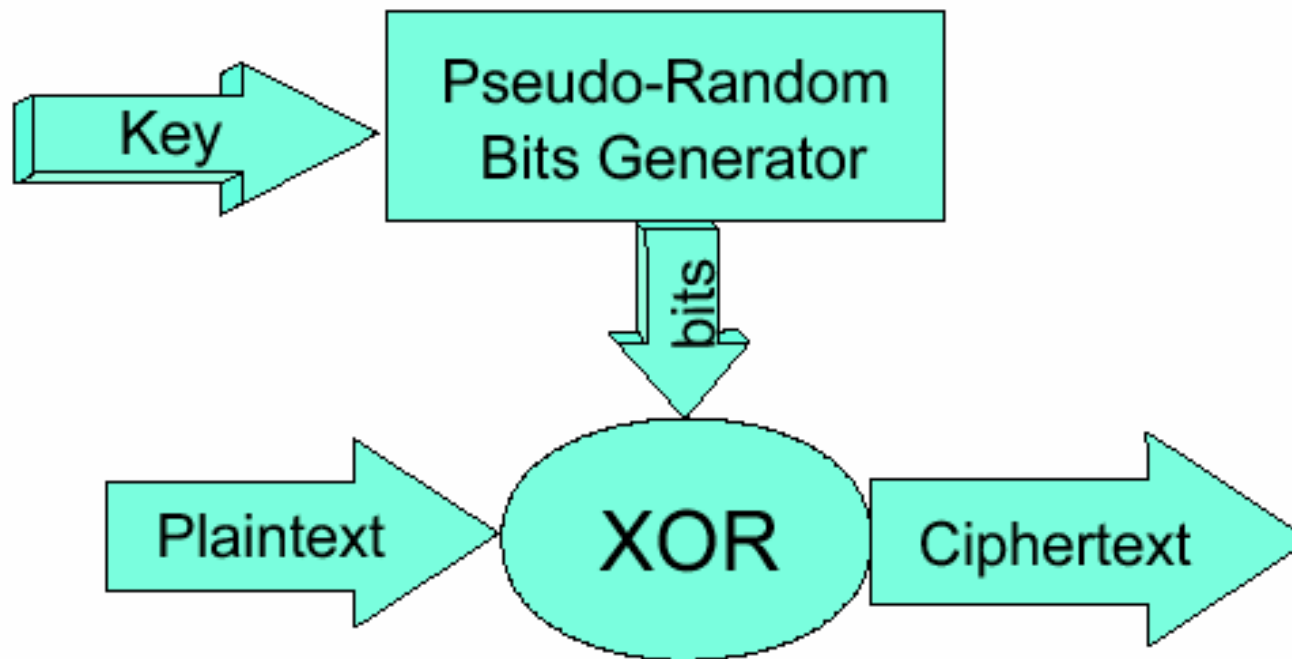 Key
Pseudo-Random
Bits Generator
bits
Plaintext
XOR
Ciphertext